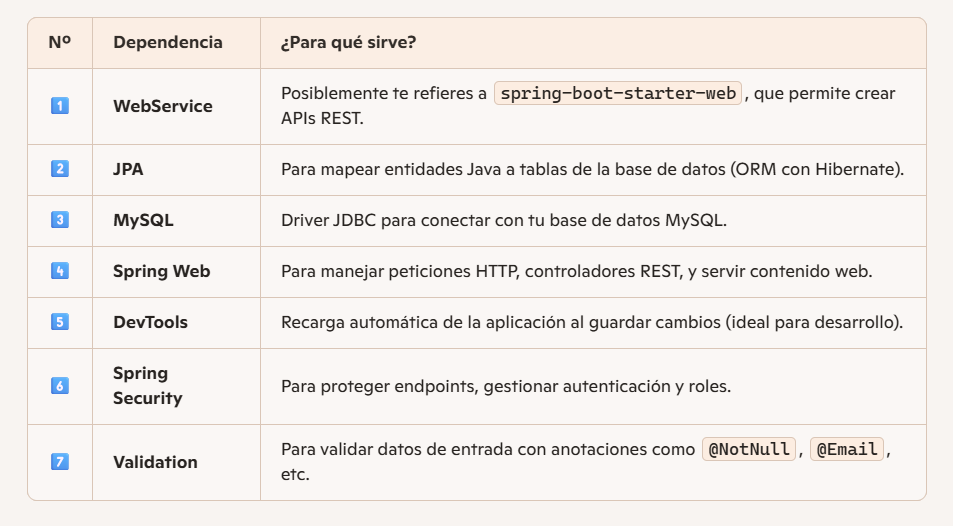 Nº Dependencia ¿Para qué sirve?
1 WebService Posiblemente te refieres a spring-boot-starter-web, que permite crear
APIs REST.
2 JPA Para mapear entidades Java a tablas de la base de datos (ORM con Hibernate).
3 MySQL Driver JDBC para conectar con tu base de datos MySQL.
4 Spring Web Para manejar peticiones HTTP, controladores REST, y servir contenido web.
5 DevTools Recarga automática de la aplicación al guardar cambios (ideal para desarrollo).
6 Spring
Security Para proteger endpoints, gestionar autenticación y roles.
7 Validation Para validar datos de entrada con anotaciones como @NotNull, @Email,
etc.